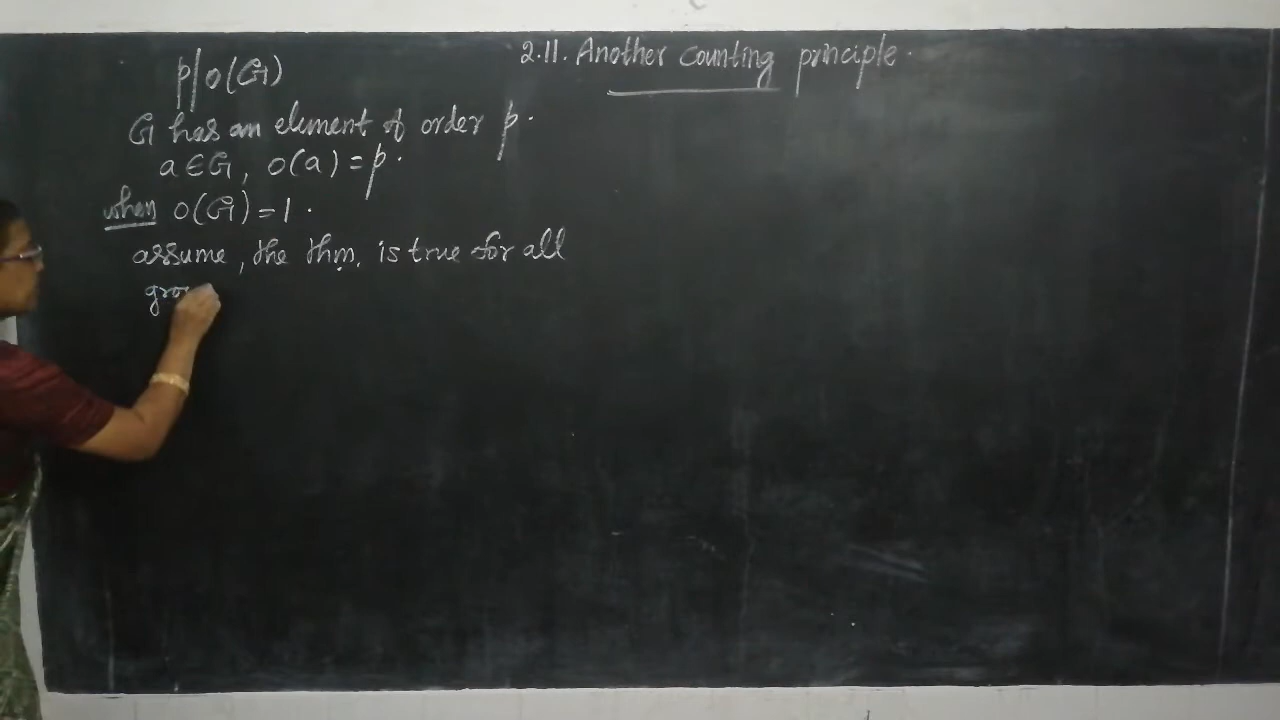 2.11. Another counting principle.
p|o(G)
G has an element of order p.
a∈G, o(a)=p.
when o(G)=1.
assume, the thm. is true for all
gro